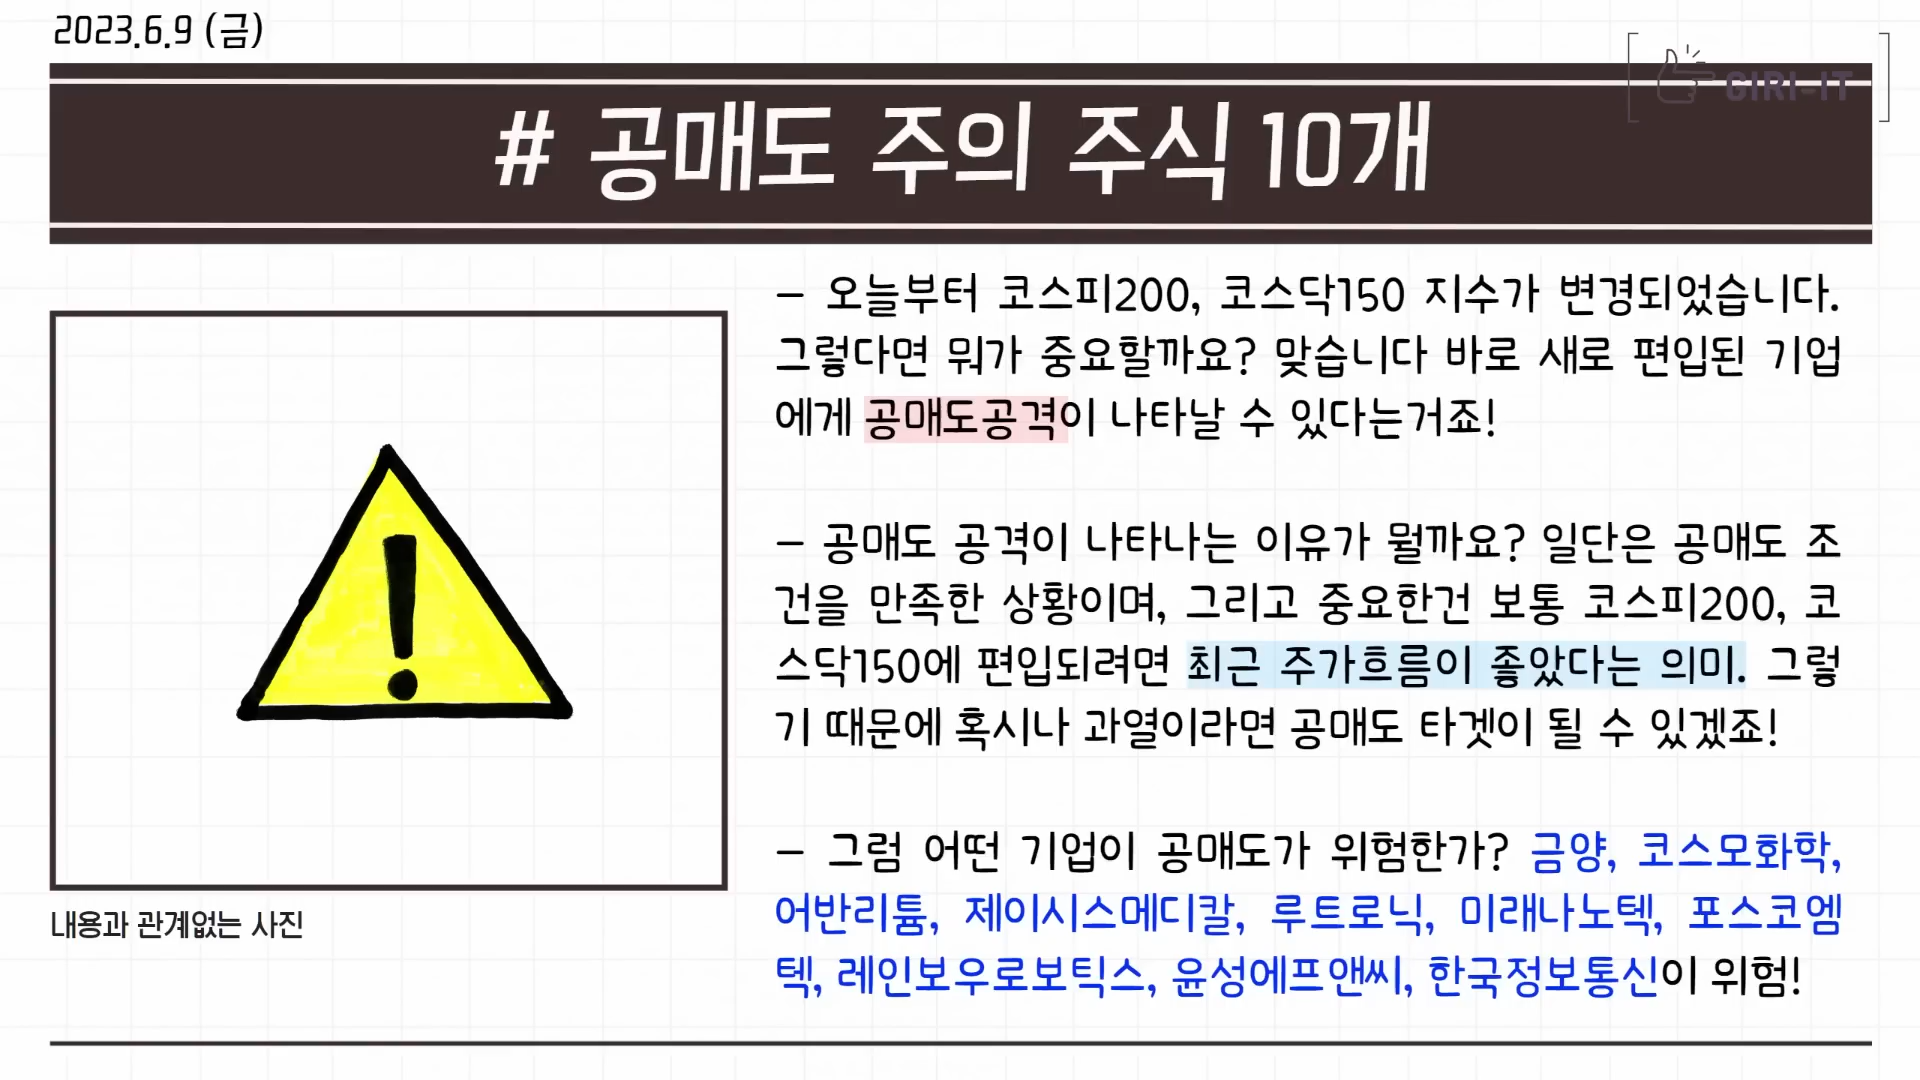 2023.6.9 (금)
GIRI-IT
# 공매도 주의 주식 10개
– 오늘부터 코스피200, 코스닥150 지수가 변경되었습니다.
그렇다면 뭐가 중요할까요? 맞습니다 바로 새로 편입된 기업
에게 공매도공격이 나타날 수 있다는거죠!
– 공매도 공격이 나타나는 이유가 뭘까요? 일단은 공매도 조
건을 만족한 상황이며, 그리고 중요한건 보통 코스피200, 코
스닥150에 편입되려면 최근 주가흐름이 좋았다는 의미. 그렇
기 때문에 혹시나 과열이라면 공매도 타겟이 될 수 있겠죠!
– 그럼 어떤 기업이 공매도가 위험한가? 금양, 코스모화학,
어반리튬, 제이시스메디칼, 루트로닉, 미래나노텍, 포스코엠
텍, 레인보우로보틱스, 윤성에프앤씨, 한국정보통신이 위험!
내용과 관계없는 사진